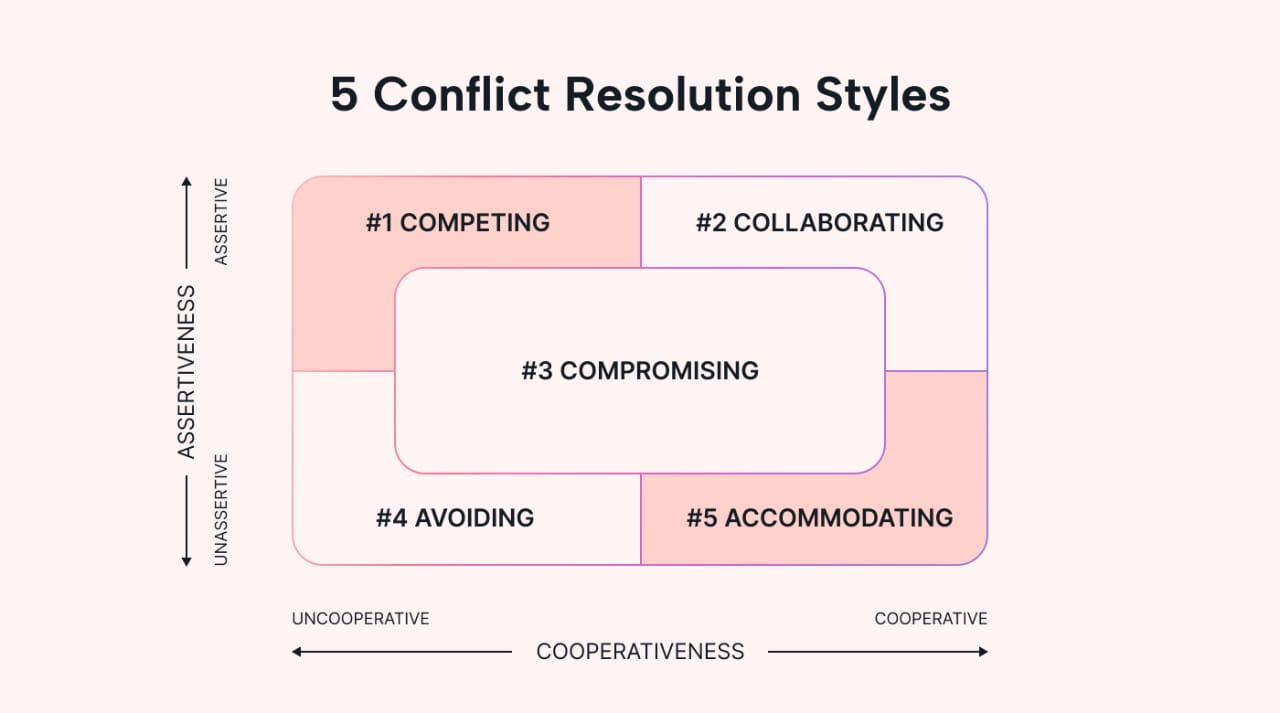 5 Conflict Resolution Styles
ASSERTIVENESS
ASSERTIVE
UNASSERTIVE
#1 COMPETING
#2 COLLABORATING
#3 COMPROMISING
#4 AVOIDING
#5 ACCOMMODATING
UNCOOPERATIVE
COOPERATIVE
COOPERATIVENESS